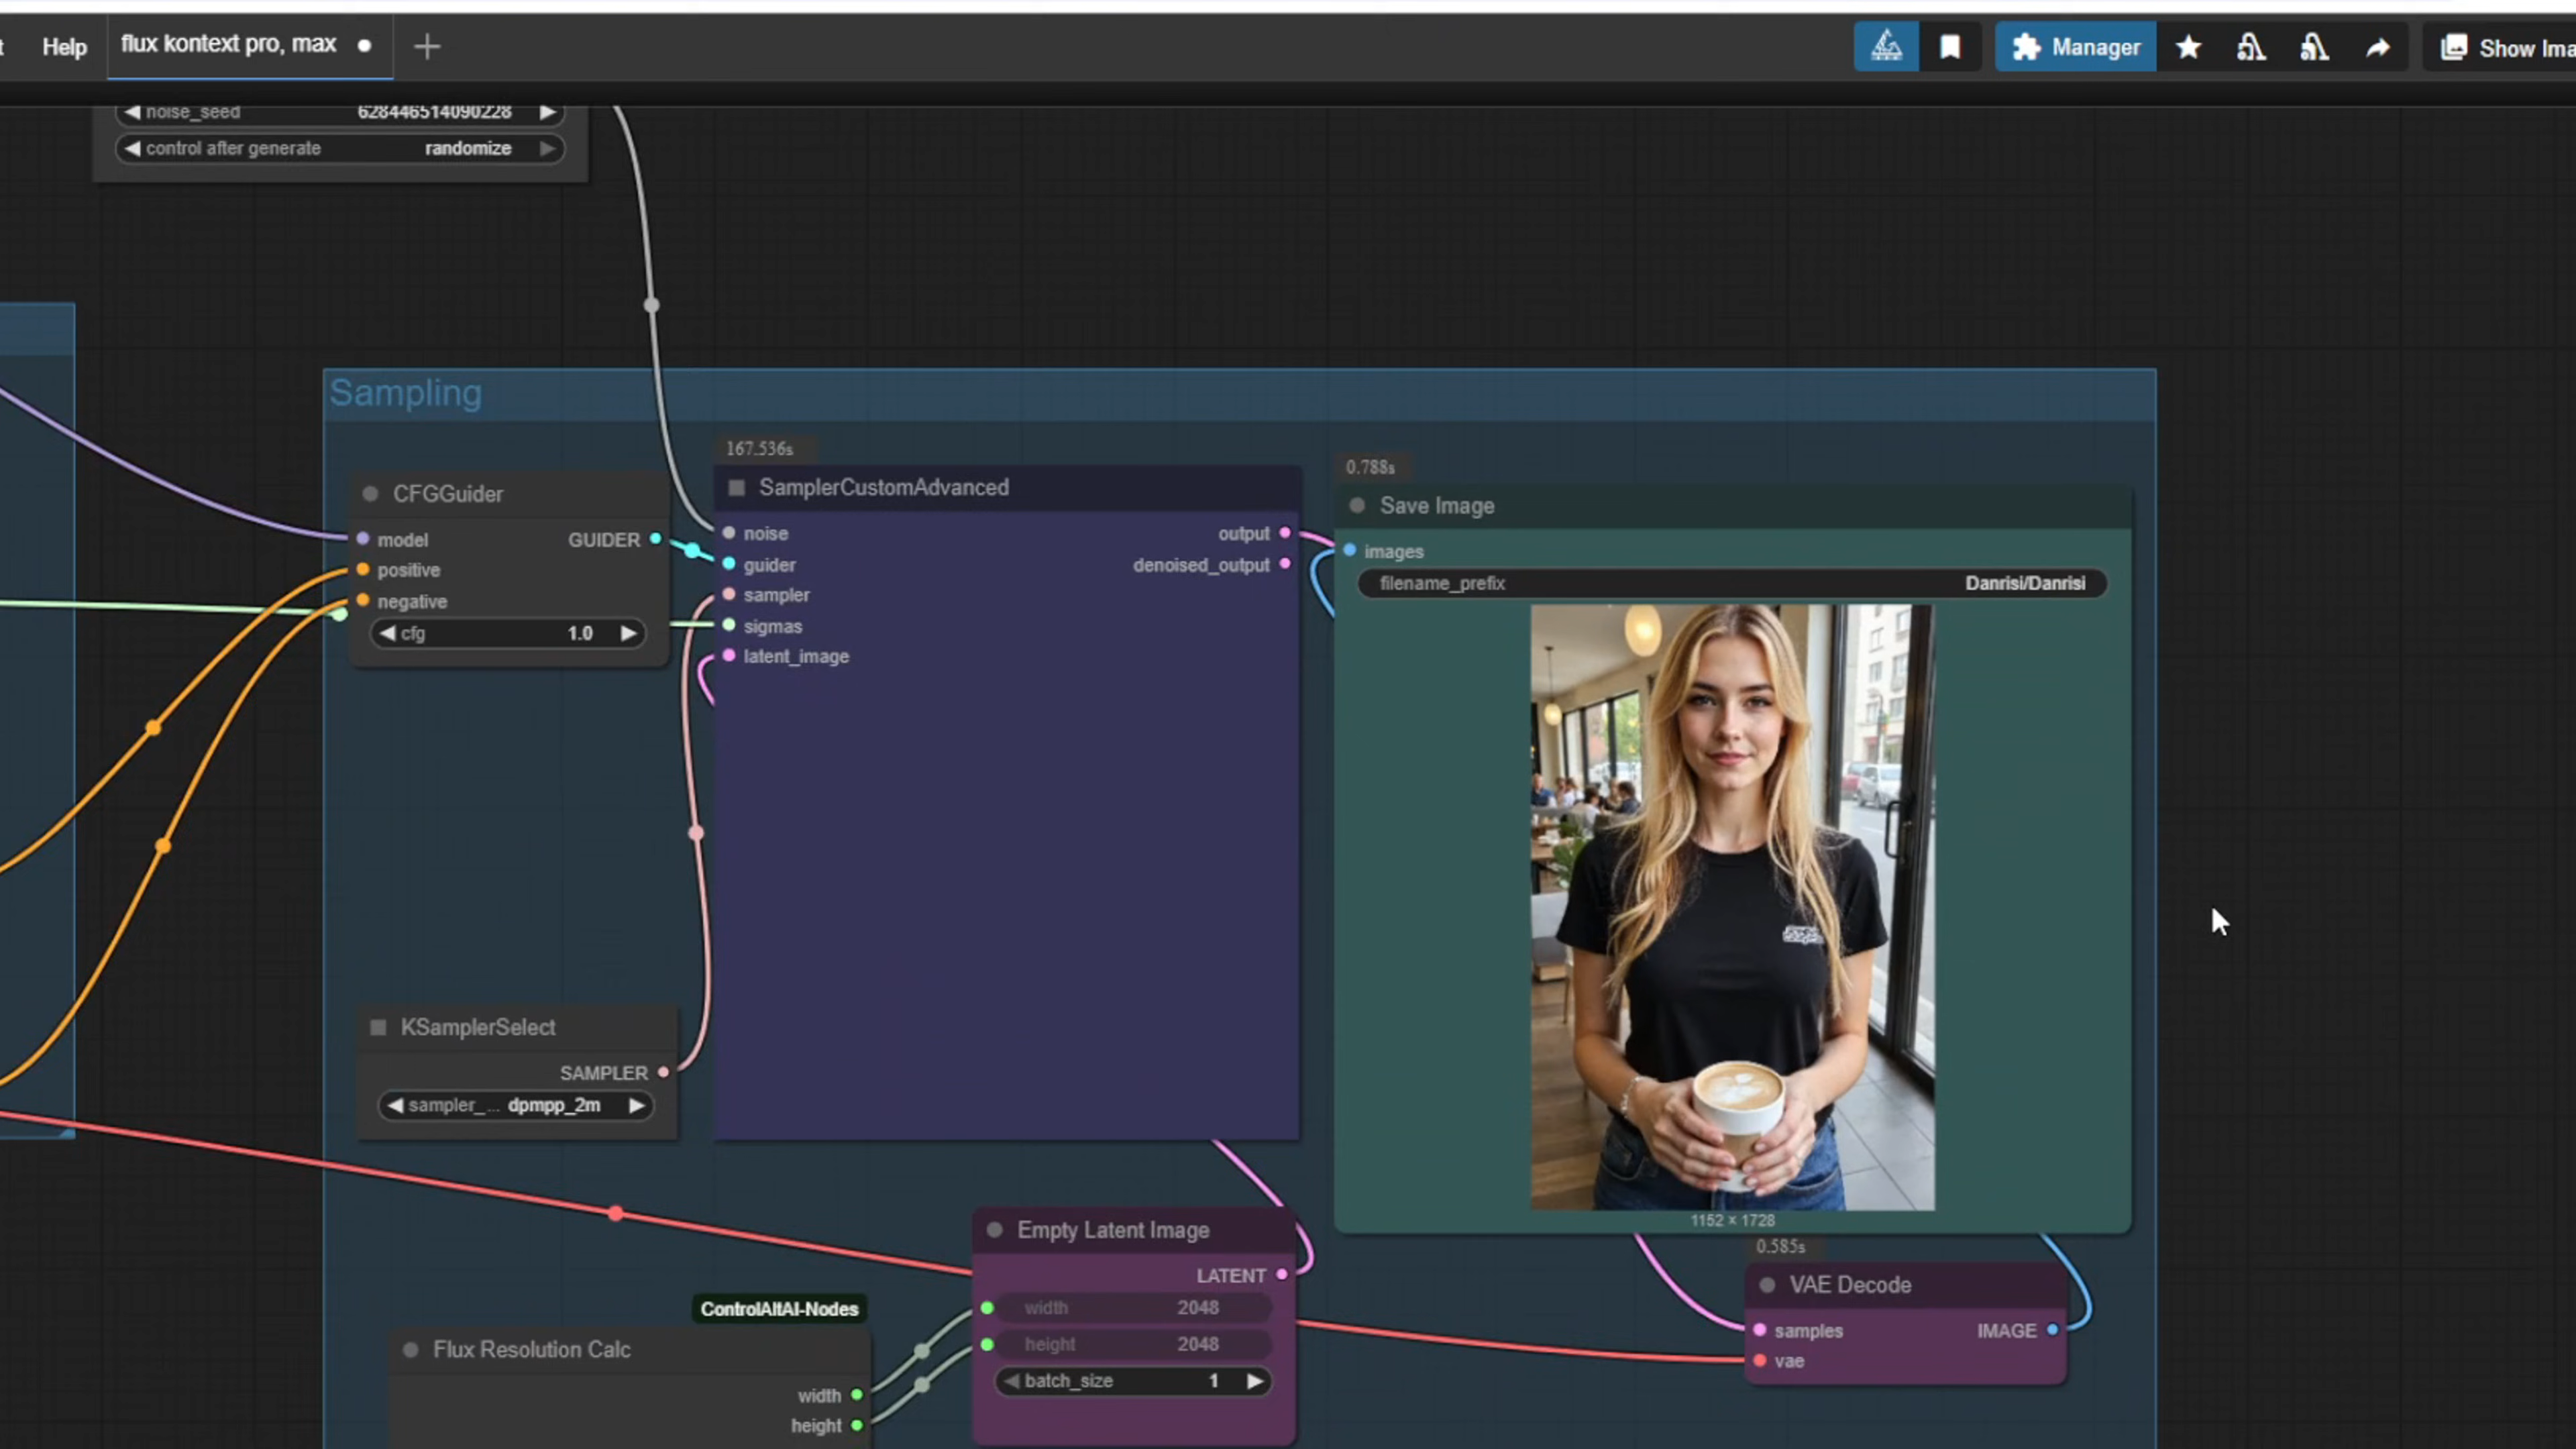 Help
flux kontext pro, max
Manager
noise_seed 628446514090228
control after generate randomize
Sampling
167.536s
0.788s
CFGGuider
SamplerCustomAdvanced
Save Image
model GUIDER
positive
negative
cfg 1.0
noise output
guider denoised_output
sampler
sigmas
latent_image
images
filename_prefix Danrisi/Danrisi
KSamplerSelect
SAMPLER
sampler_... dpmpp_2m
1152 × 1728
Empty Latent Image
LATENT
width 2048
height 2048
batch_size 1
0.585s
VAE Decode
samples IMAGE
vae
ControlAltAI-Nodes
Flux Resolution Calc
width
height